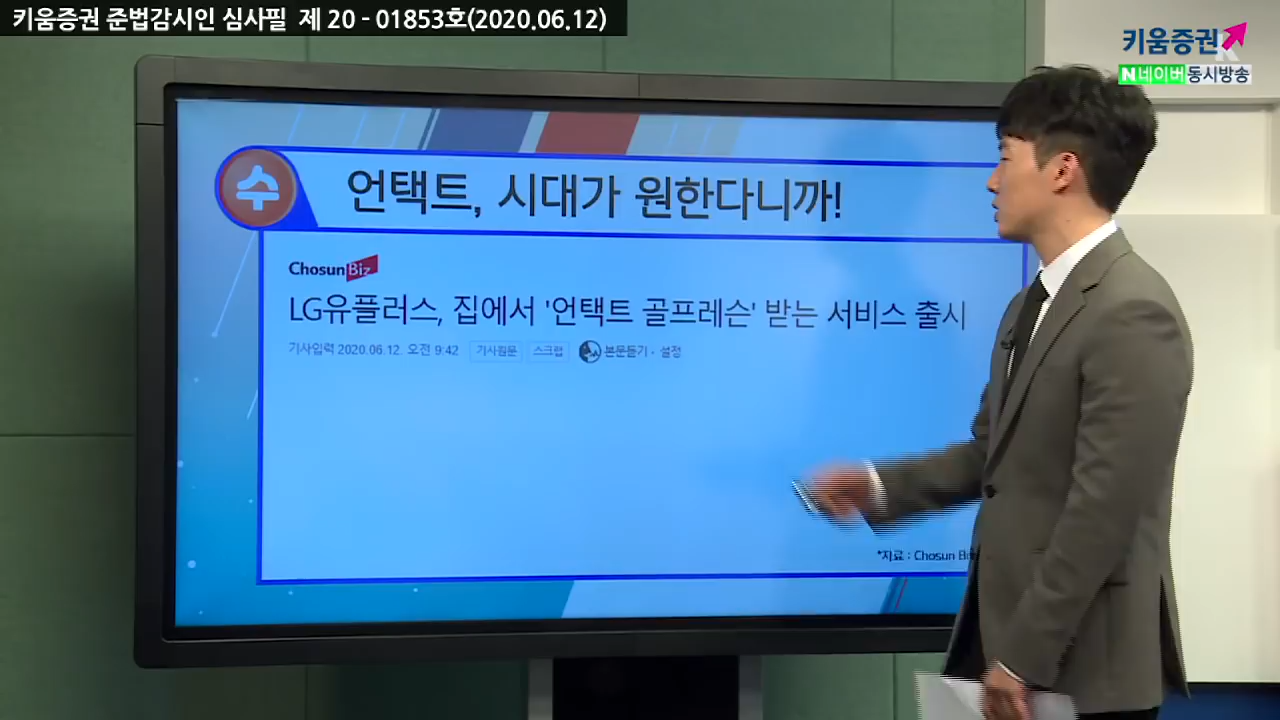 키움증권 준법감시인 심사필 제 20 - 01853호(2020.06.12)
키움증권
N 네이버 동시방송
수
언택트, 시대가 원한다니까!
ChosunBiz
LG유플러스, 집에서 '언택트 골프레슨' 받는 서비스 출시
기사입력 2020.06.12. 오전 9:42 기사원문 스크랩 본문듣기 · 설정
*자료 : Chosun